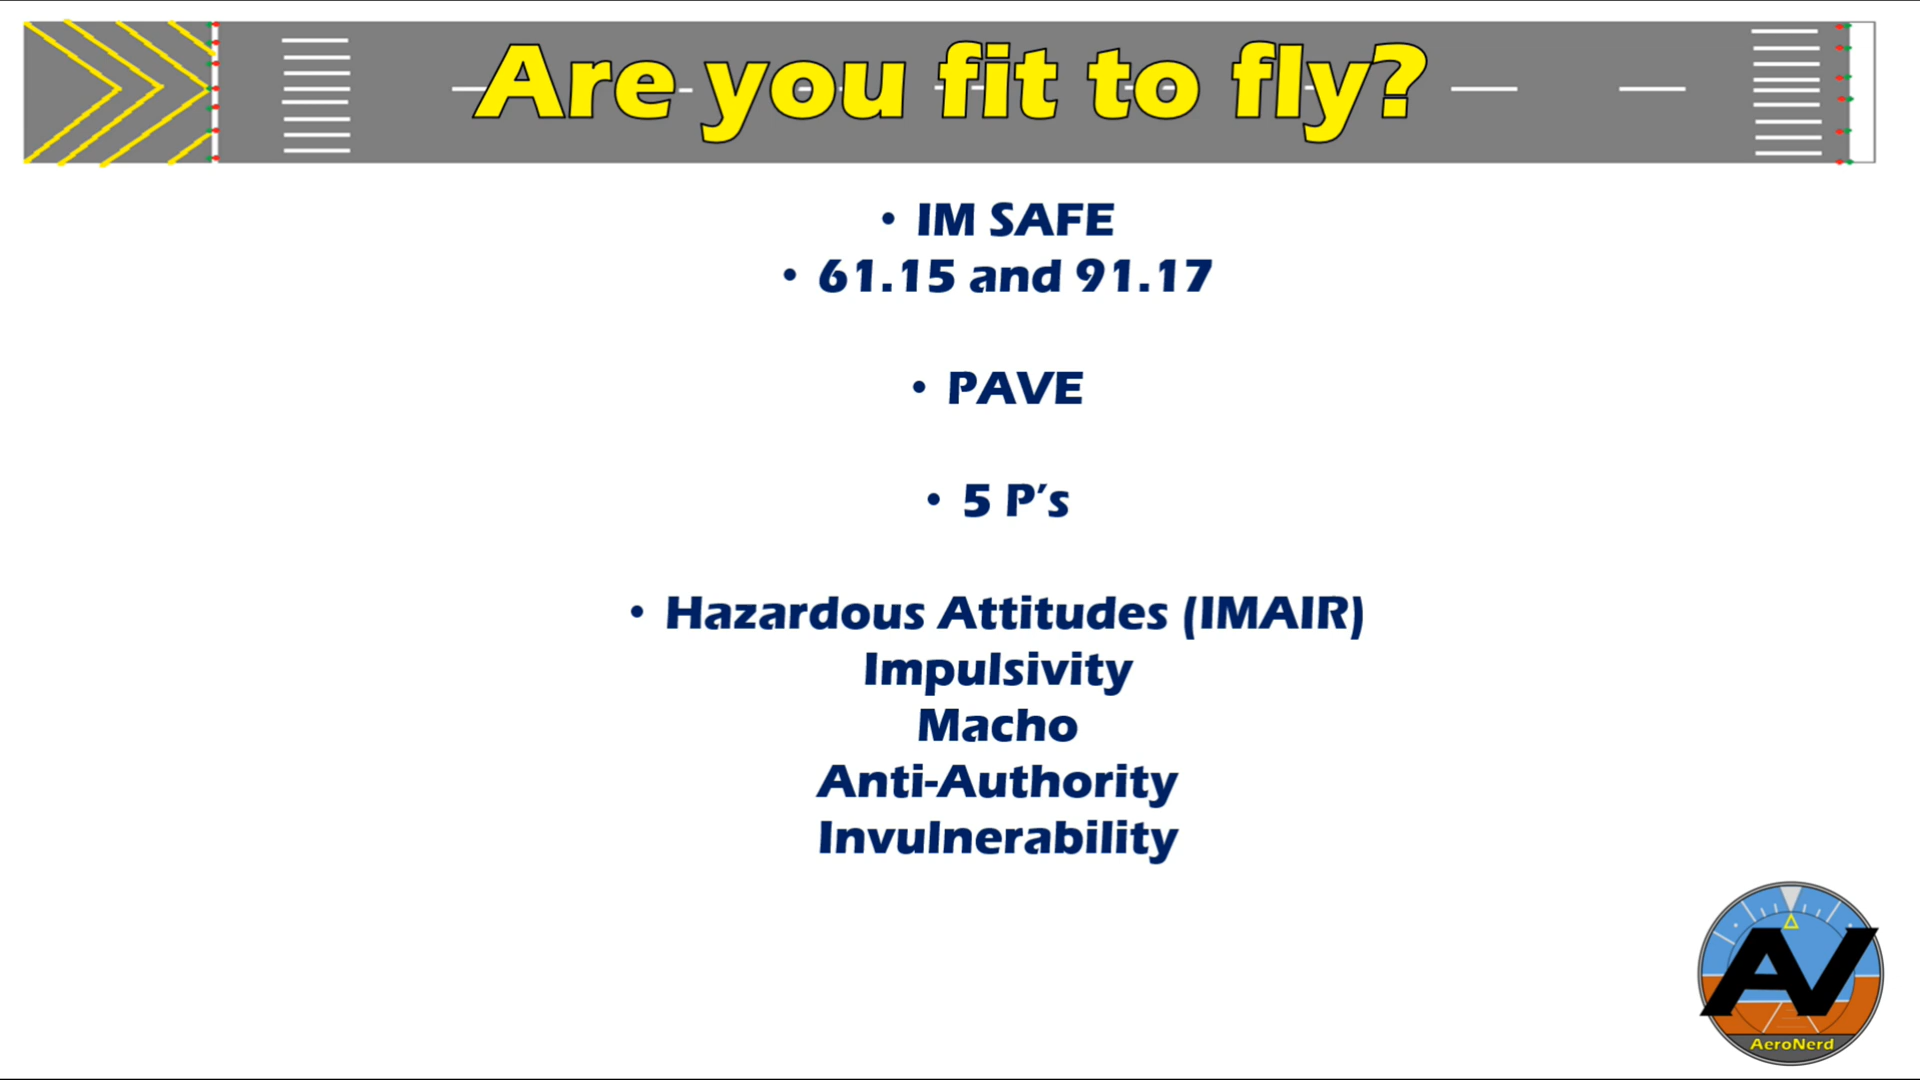 Are you fit to fly?
• IM SAFE
• 61.15 and 91.17
• PAVE
• 5 P's
• Hazardous Attitudes (IMAIR)
Impulsivity
Macho
Anti-Authority
Invulnerability
AV
AeroNerd